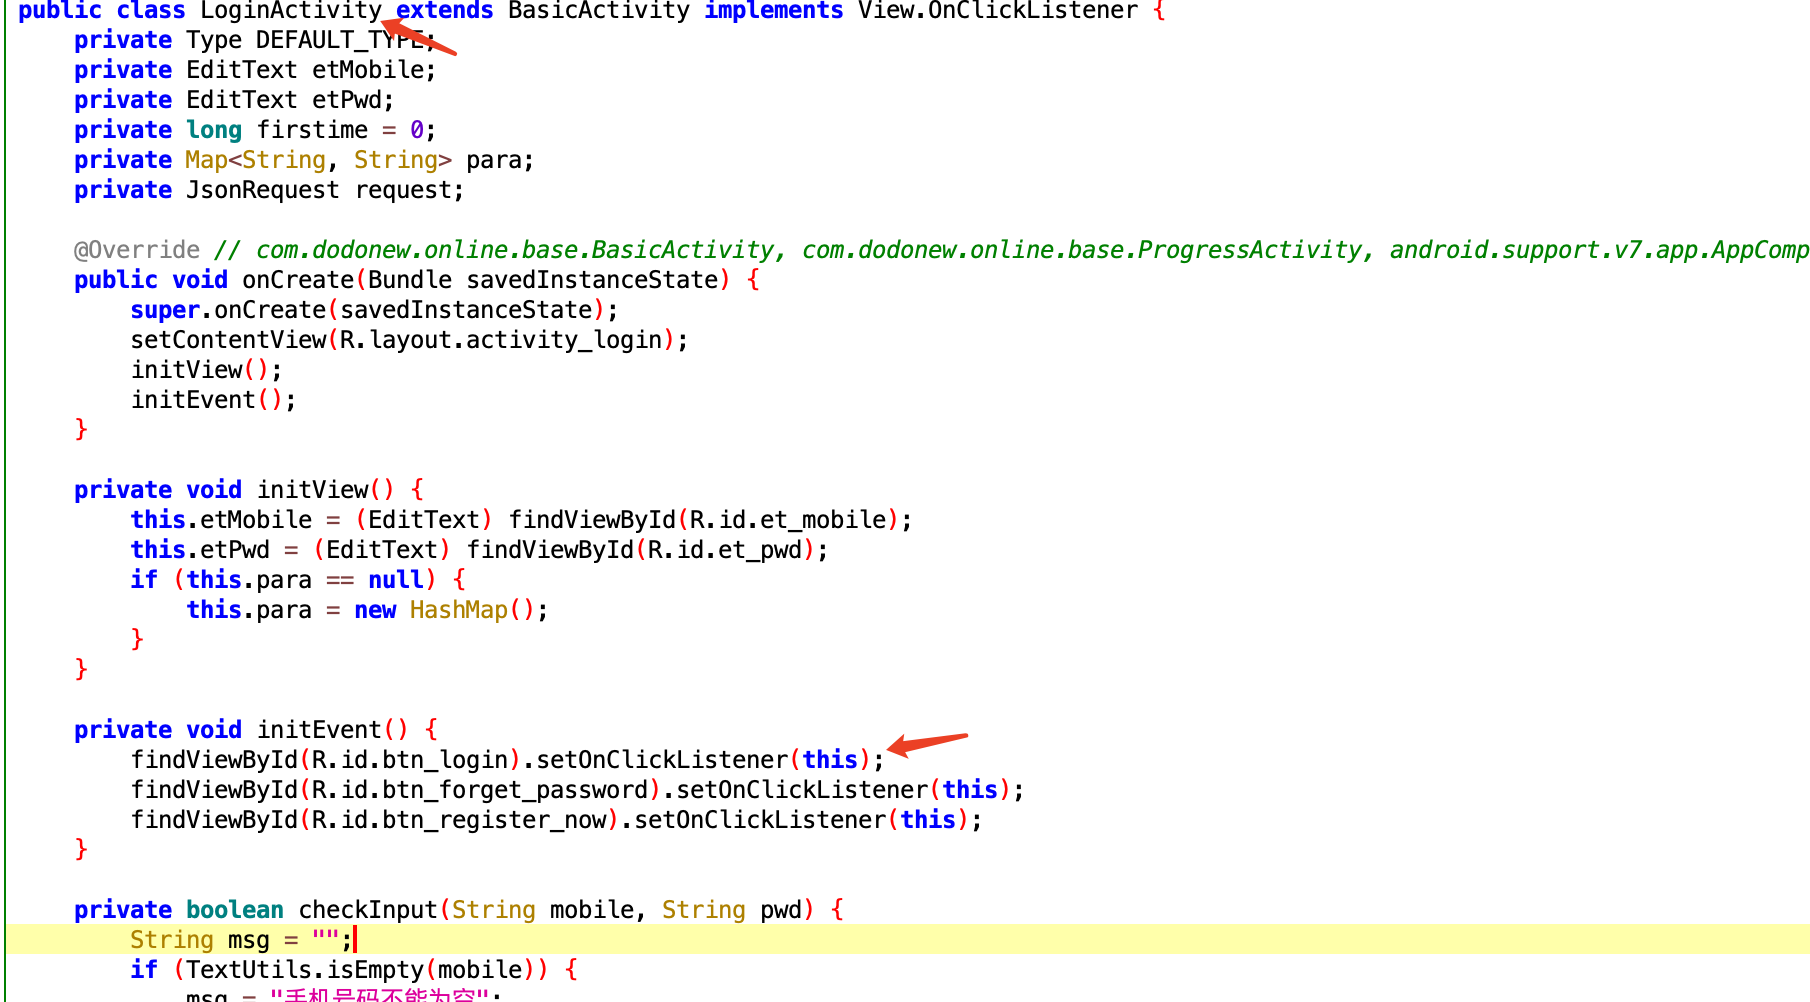 public class LoginActivity extends BasicActivity implements View.OnClickListener {
private Type DEFAULT_TYPE;
private EditText etMobile;
private EditText etPwd;
private long firstime = 0;
private Map<String, String> para;
private JsonRequest request;
@Override // com.dodonew.online.base.BasicActivity, com.dodonew.online.base.ProgressActivity, android.support.v7.app.AppComp
public void onCreate(Bundle savedInstanceState) {
super.onCreate(savedInstanceState);
setContentView(R.layout.activity_login);
initView();
initEvent();
}
private void initView() {
this.etMobile = (EditText) findViewById(R.id.et_mobile);
this.etPwd = (EditText) findViewById(R.id.et_pwd);
if (this.para == null) {
this.para = new HashMap();
}
}
private void initEvent() {
findViewById(R.id.btn_login).setOnClickListener(this);
findViewById(R.id.btn_forget_password).setOnClickListener(this);
findViewById(R.id.btn_register_now).setOnClickListener(this);
}
private boolean checkInput(String mobile, String pwd) {
String msg = "";
if (TextUtils.isEmpty(mobile)) {
msg = "手机号码不能为空";